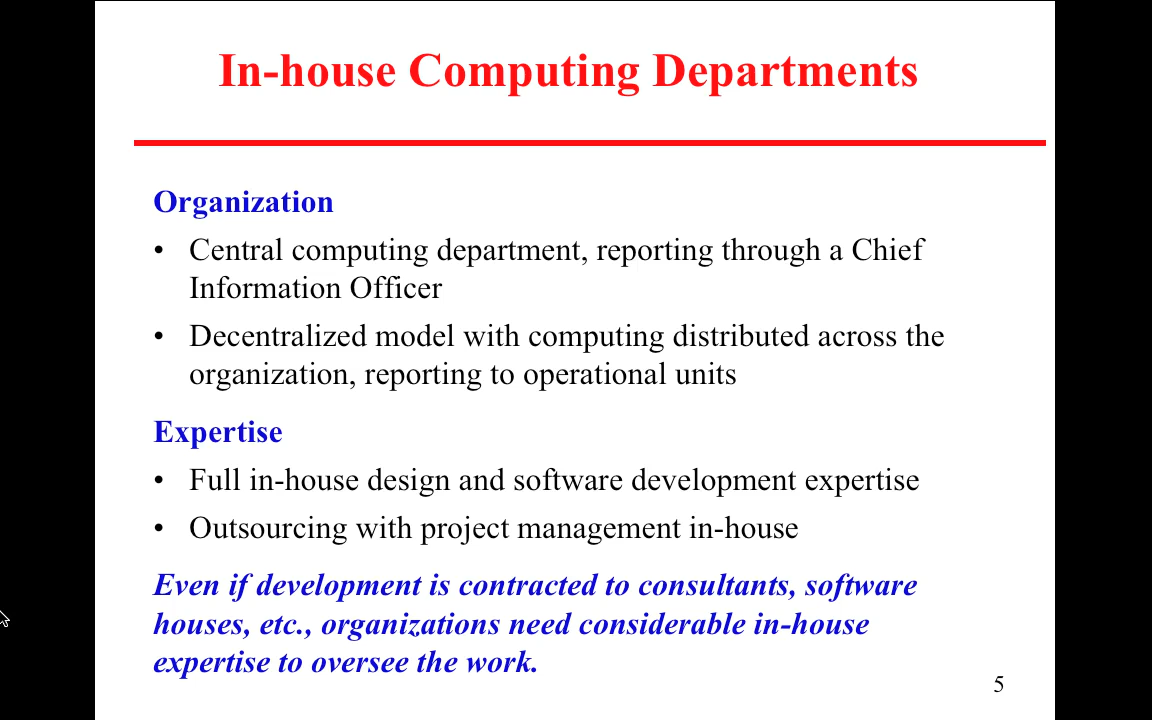 In-house Computing Departments
Organization
• Central computing department, reporting through a Chief
Information Officer
• Decentralized model with computing distributed across the
organization, reporting to operational units
Expertise
• Full in-house design and software development expertise
• Outsourcing with project management in-house
Even if development is contracted to consultants, software
houses, etc., organizations need considerable in-house
expertise to oversee the work.
5